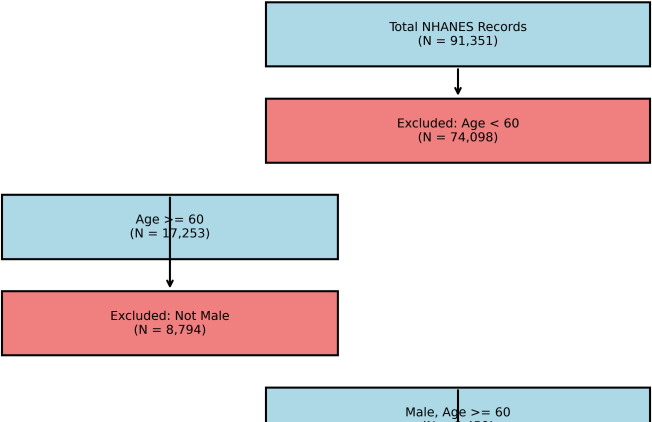 Total NHANES Records
(N = 91,351)
Excluded: Age < 60
(N = 74,098)
Age >= 60
(N = 17,253)
Excluded: Not Male
(N = 8,794)
Male, Age >= 60